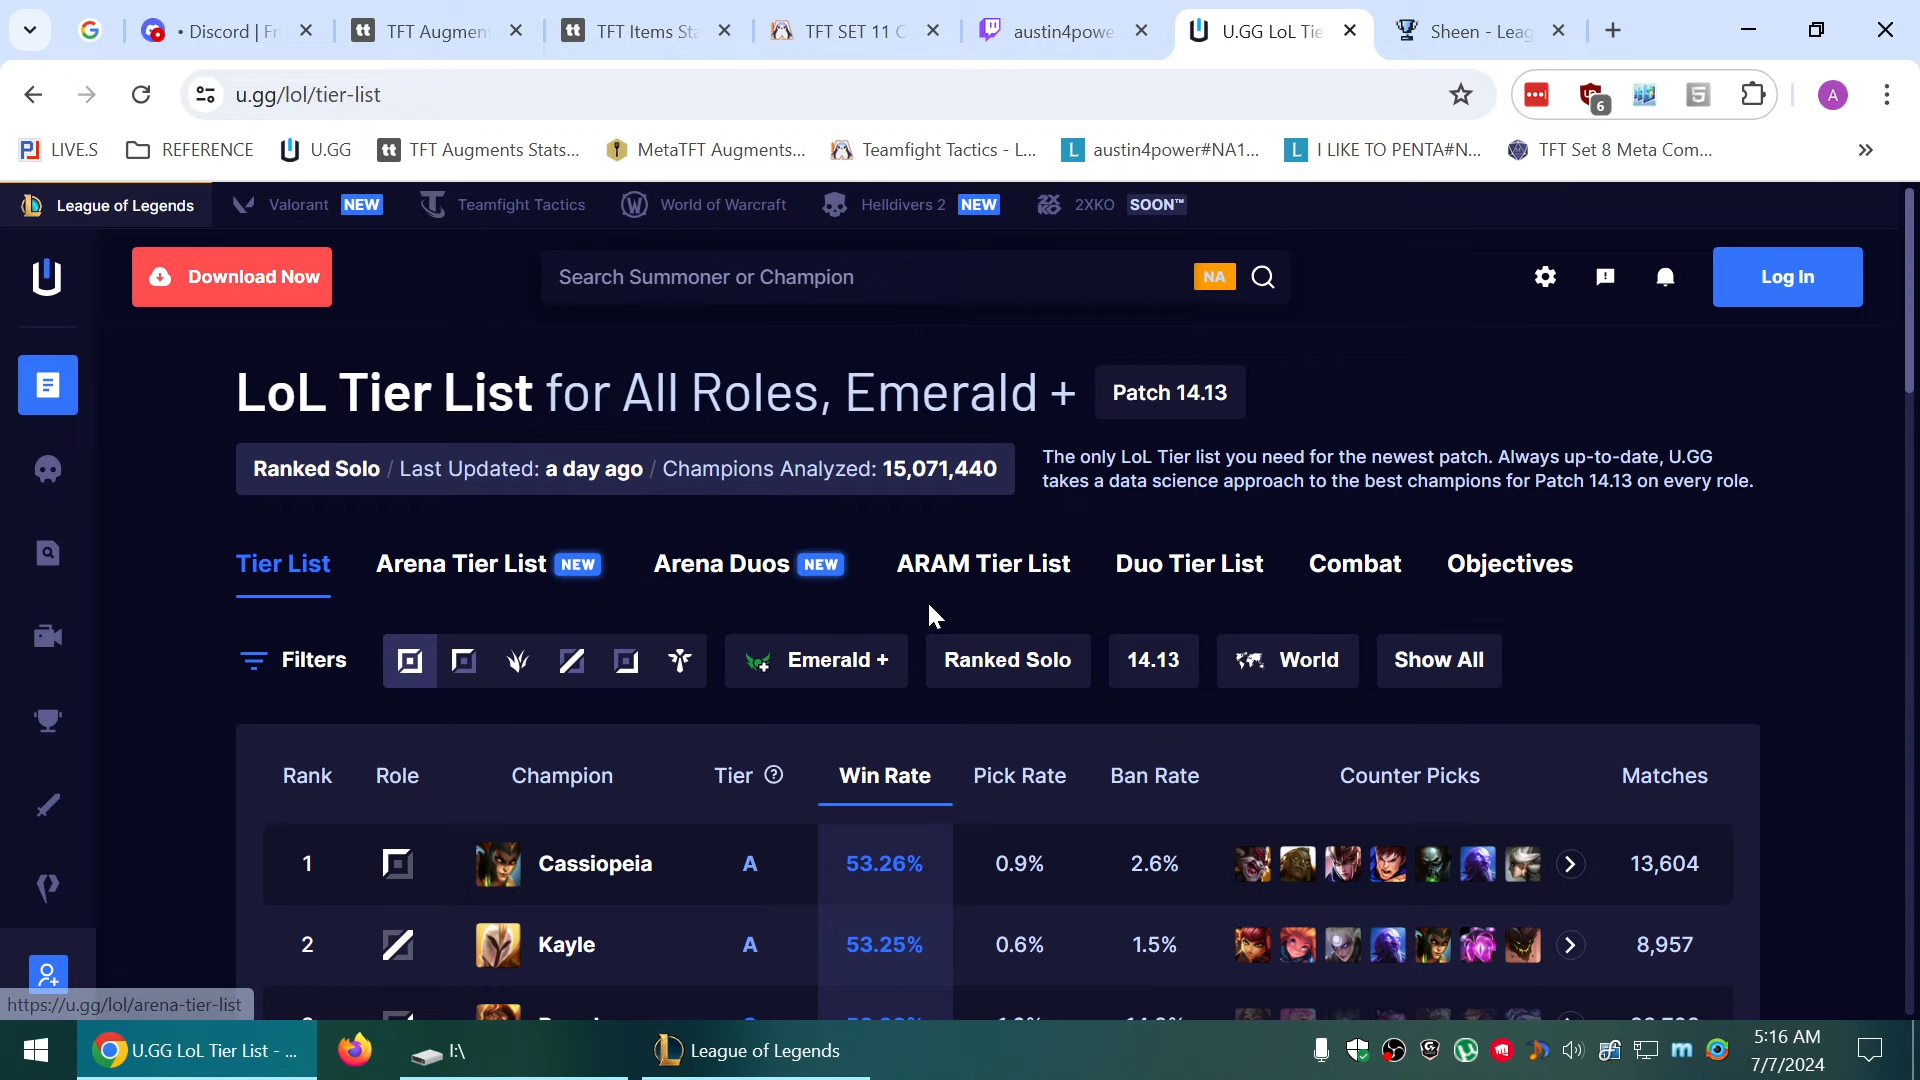 • Discord | Fr
TFT Augment
TFT Items Sta
TFT SET 11 C
austin4powe
U.GG LoL Tie
Sheen - Leag
u.gg/lol/tier-list
6
A
LIVE.S
REFERENCE
U.GG
TFT Augments Stats...
MetaTFT Augments...
Teamfight Tactics - L...
austin4power#NA1...
I LIKE TO PENTA#N...
TFT Set 8 Meta Com...
League of Legends
Valorant NEW
Teamfight Tactics
World of Warcraft
Helldivers 2 NEW
2XKO SOON™
Download Now
Search Summoner or Champion
NA
Log In
LoL Tier List for All Roles, Emerald +
Patch 14.13
Ranked Solo / Last Updated: a day ago / Champions Analyzed: 15,071,440
The only LoL Tier list you need for the newest patch. Always up-to-date, U.GG
takes a data science approach to the best champions for Patch 14.13 on every role.
Tier List
Arena Tier List NEW
Arena Duos NEW
ARAM Tier List
Duo Tier List
Combat
Objectives
Filters
Emerald +
Ranked Solo
14.13
World
Show All
Rank Role Champion Tier Win Rate Pick Rate Ban Rate Counter Picks Matches
1 Cassiopeia A 53.26% 0.9% 2.6% 13,604
2 Kayle A 53.25% 0.6% 1.5% 8,957
https://u.gg/lol/arena-tier-list
U.GG LoL Tier List - ...
I:\
League of Legends
5:16 AM
7/7/2024